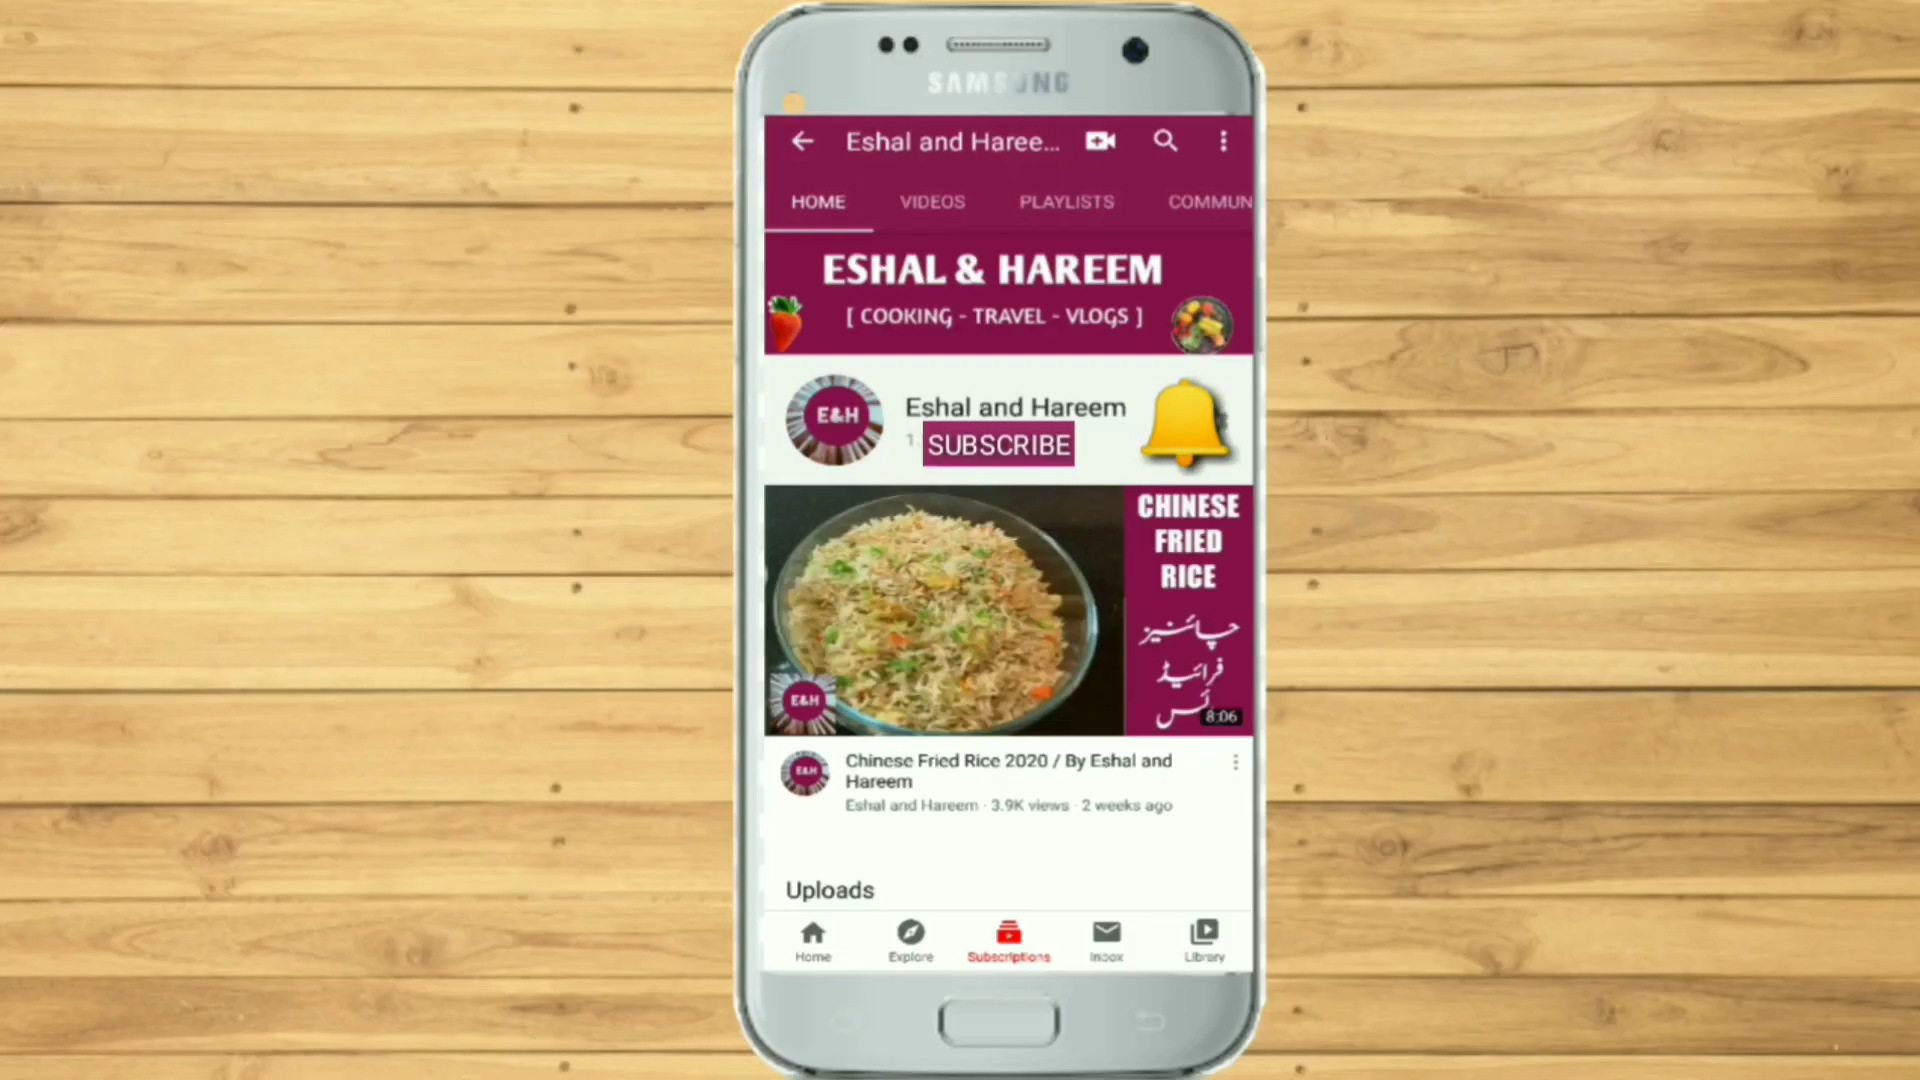 SAMSUNG
Eshal and Haree...
HOME VIDEOS PLAYLISTS COMMUN
ESHAL & HAREEM
[ COOKING - TRAVEL - VLOGS ]
E&H
Eshal and Hareem
1.
SUBSCRIBE
CHINESE
FRIED
RICE
چائنیز
فرائیڈ
رئس
E&H
8:06
E&H
Chinese Fried Rice 2020 / By Eshal and
Hareem
Eshal and Hareem · 3.9K views · 2 weeks ago
Uploads
Home Explore Subscriptions Inbox Library